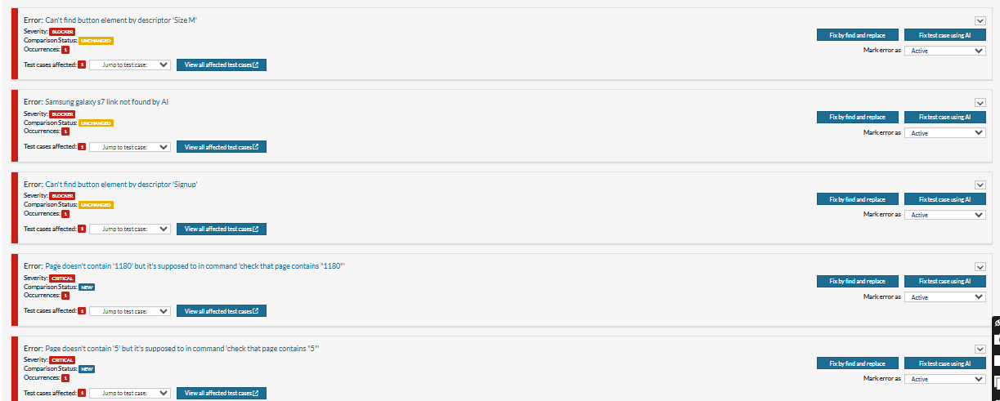 Error: Can't find button element by descriptor 'Size M'
Severity: BLOCKER
Comparison Status: UNCHANGED
Occurrences: 1
Test cases affected: 1 Jump to test case: View all affected test cases
Fix by find and replace Fix test case using AI
Mark error as Active
Error: Samsung galaxy s7 link not found by AI
Severity: BLOCKER
Comparison Status: UNCHANGED
Occurrences: 1
Test cases affected: 1 Jump to test case: View all affected test cases
Fix by find and replace Fix test case using AI
Mark error as Active
Error: Can't find button element by descriptor 'Signup'
Severity: BLOCKER
Comparison Status: UNCHANGED
Occurrences: 1
Test cases affected: 1 Jump to test case: View all affected test cases
Fix by find and replace Fix test case using AI
Mark error as Active
Error: Page doesn't contain '1180' but it's supposed to in command 'check that page contains "1180"'
Severity: CRITICAL
Comparison Status: NEW
Occurrences: 1
Test cases affected: 1 Jump to test case: View all affected test cases
Fix by find and replace Fix test case using AI
Mark error as Active
Error: Page doesn't contain '5' but it's supposed to in command 'check that page contains "5"'
Severity: CRITICAL
Comparison Status: NEW
Occurrences: 1
Test cases affected: 1 Jump to test case: View all affected test cases
Fix by find and replace Fix test case using AI
Mark error as Active